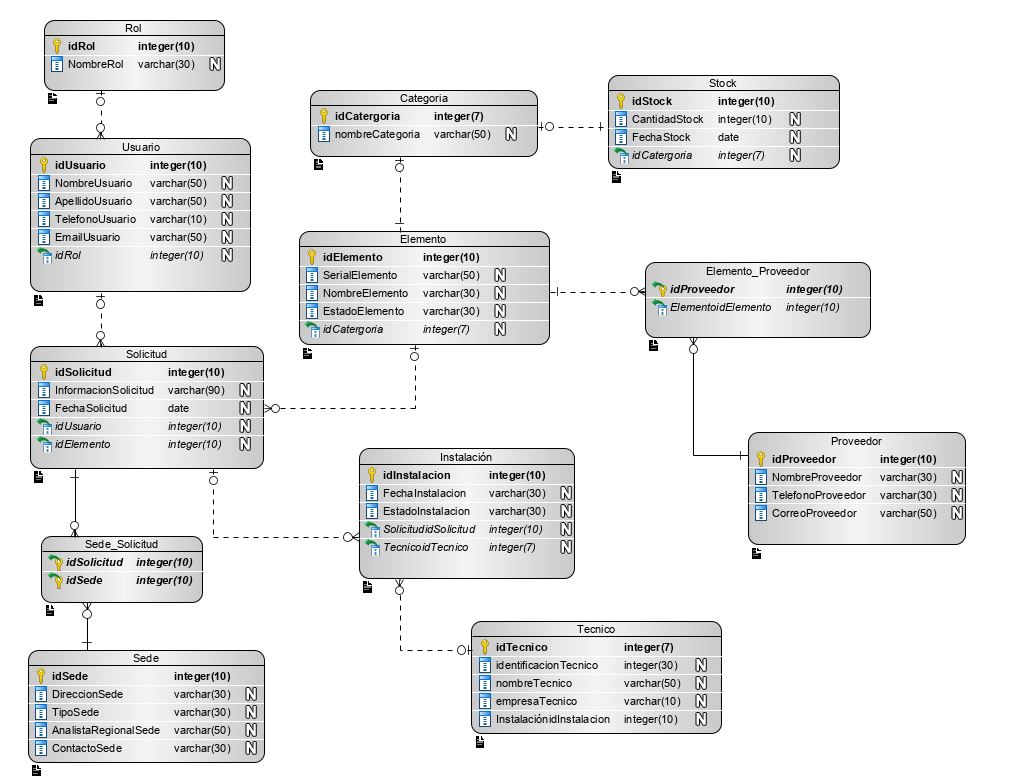 Rol
idRol integer(10)
NombreRol varchar(30) N
Usuario
idUsuario integer(10)
NombreUsuario varchar(50) N
ApellidoUsuario varchar(50) N
TelefonoUsuario varchar(10) N
EmailUsuario varchar(50) N
idRol integer(10) N
Solicitud
idSolicitud integer(10)
InformacionSolicitud varchar(90) N
FechaSolicitud date N
idUsuario integer(10) N
idElemento integer(10) N
Sede_Solicitud
idSolicitud integer(10)
idSede integer(10)
Sede
idSede integer(10)
DireccionSede varchar(30) N
TipoSede varchar(30) N
AnalistaRegionalSede varchar(50) N
ContactoSede varchar(30) N
Categoria
idCatergoria integer(7)
nombreCategoria varchar(50) N
Stock
idStock integer(10)
CantidadStock integer(10) N
FechaStock date N
idCatergoria integer(7) N
Elemento
idElemento integer(10)
SerialElemento varchar(50) N
NombreElemento varchar(30) N
EstadoElemento varchar(30) N
idCatergoria integer(7) N
Elemento_Proveedor
idProveedor integer(10)
ElementoidElemento integer(10)
Proveedor
idProveedor integer(10)
NombreProveedor varchar(30) N
TelefonoProveedor varchar(30) N
CorreoProveedor varchar(50) N
Instalación
idInstalacion integer(10)
FechaInstalacion varchar(30) N
EstadoInstalacion varchar(30) N
SolicitudidSolicitud integer(10) N
TecnicoidTecnico integer(7) N
Tecnico
idTecnico integer(7)
identificacionTecnico integer(30) N
nombreTecnico varchar(50) N
empresaTecnico varchar(10) N
InstalaciónidInstalacion integer(10) N